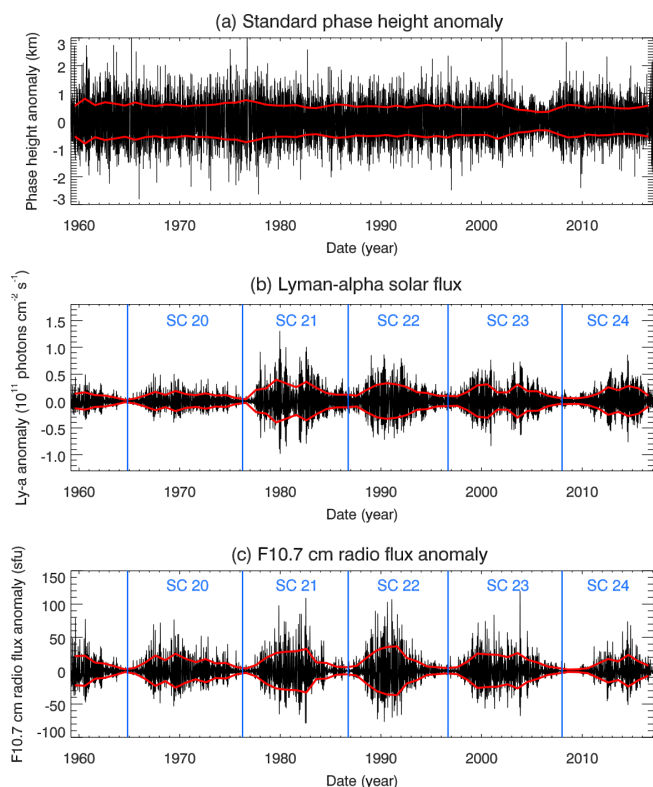 (a) Standard phase height anomaly
Phase height anomaly (km)
3
2
1
0
-1
-2
-3
1960 1970 1980 1990 2000 2010
Date (year)
(b) Lyman-alpha solar flux
Ly-a anomaly (10¹¹ photons cm⁻² s⁻¹)
SC 20 SC 21 SC 22 SC 23 SC 24
1.5
1.0
0.5
0.0
-0.5
-1.0
1960 1970 1980 1990 2000 2010
Date (year)
(c) F10.7 cm radio flux anomaly
F10.7 cm radio flux anomaly (sfu)
SC 20 SC 21 SC 22 SC 23 SC 24
150
100
50
0
-50
-100
1960 1970 1980 1990 2000 2010
Date (year)